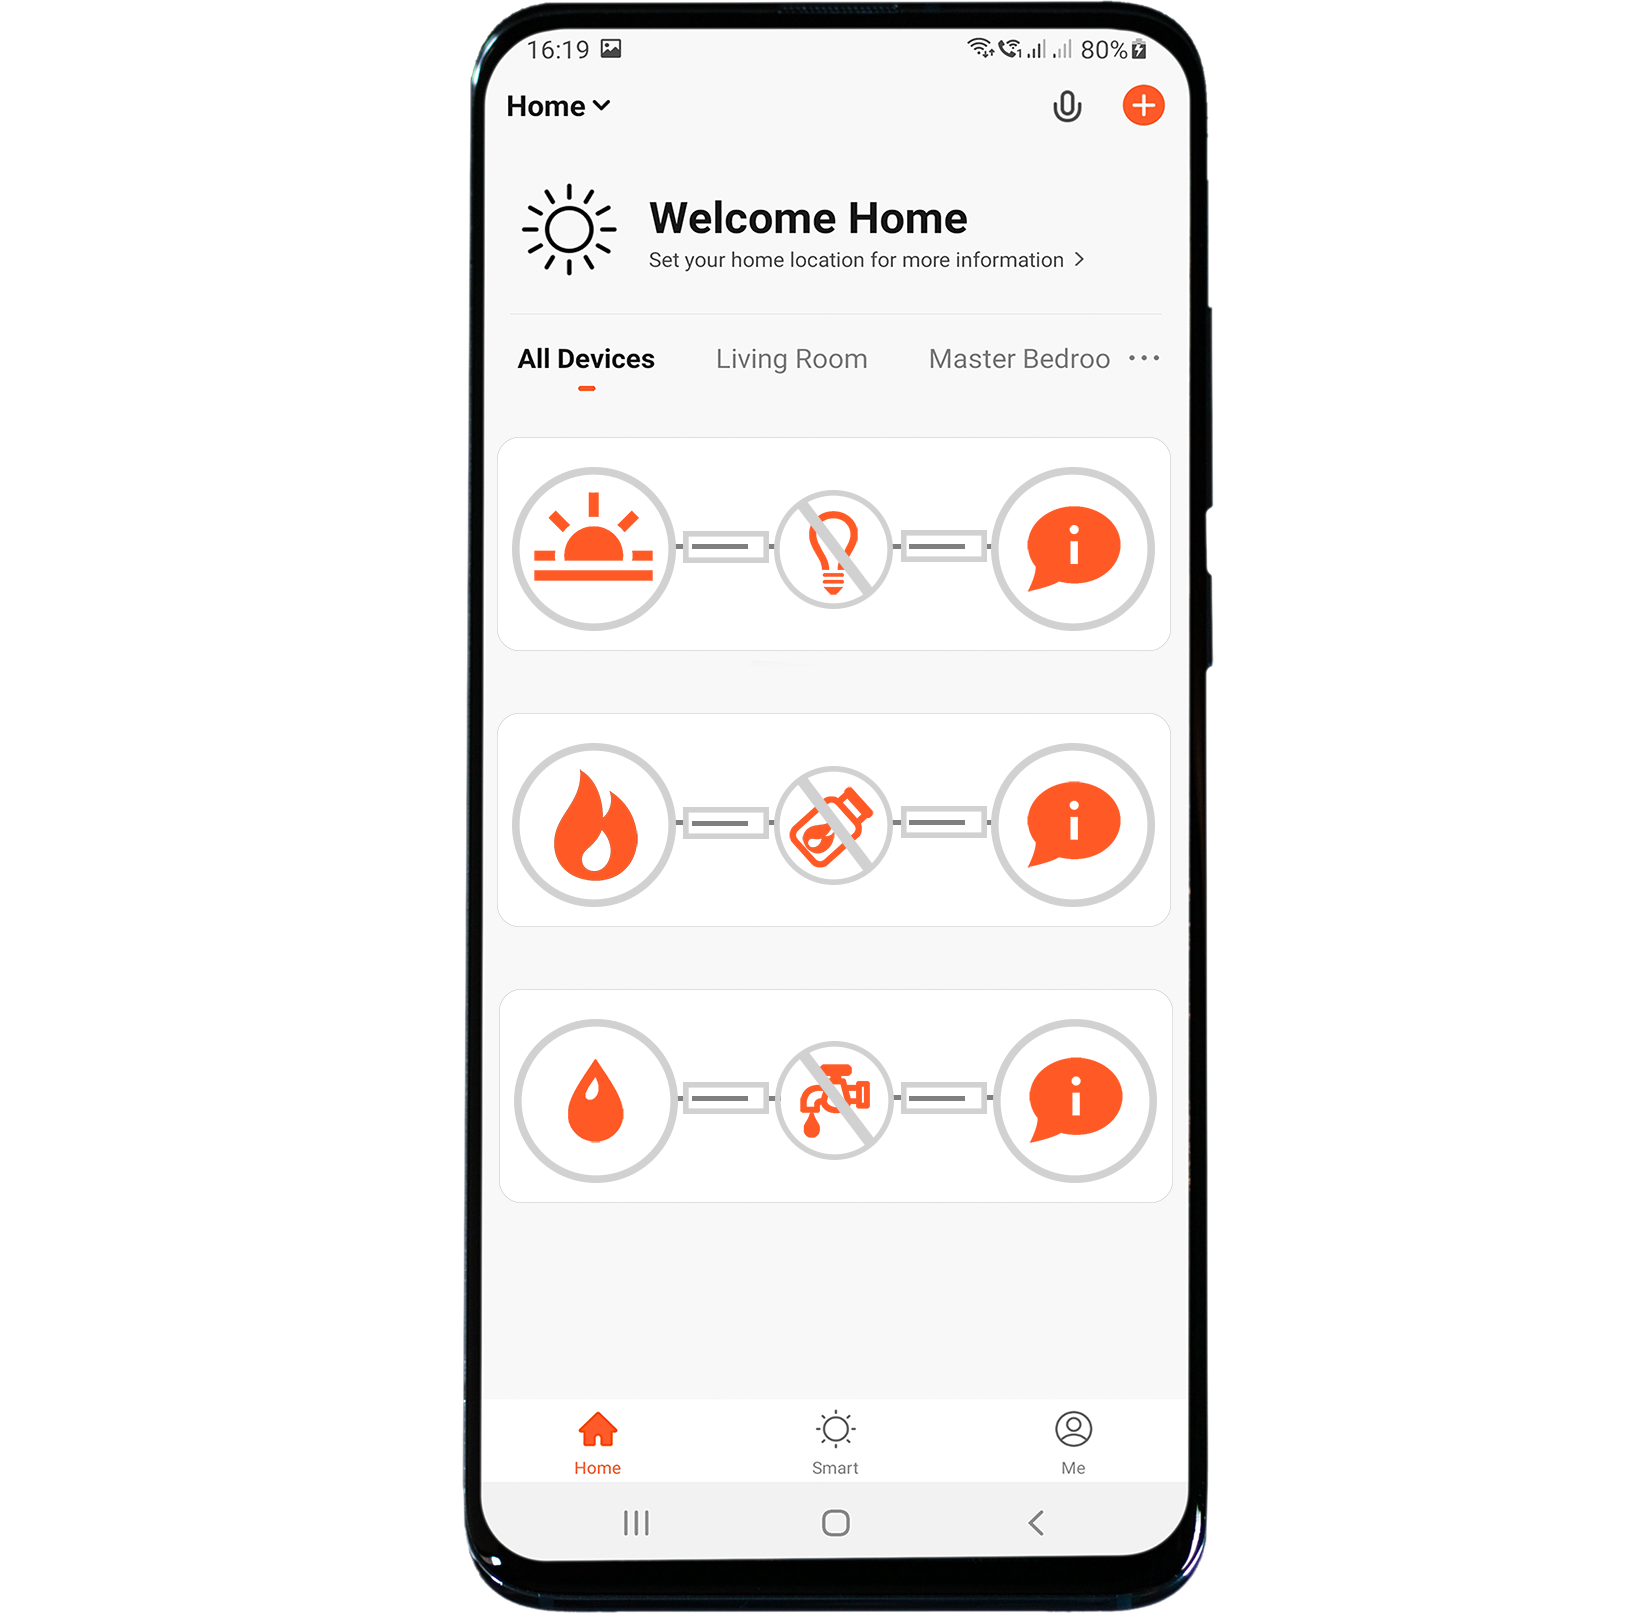 16:19 80%
Home
Welcome Home
Set your home location for more information
All Devices Living Room Master Bedroo ...
i
i
i
Home Smart Me